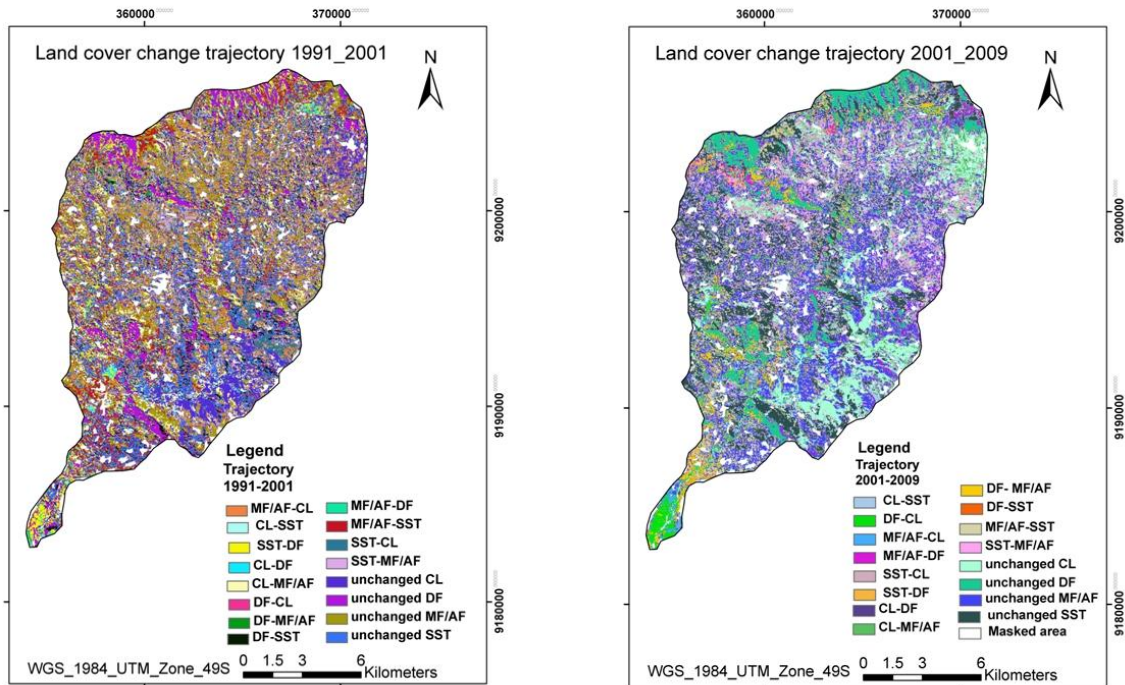 360000 370000
Land cover change trajectory 1991_2001
N
9200000
9190000
9180000
Legend
Trajectory
1991-2001
MF/AF-CL
CL-SST
SST-DF
CL-DF
CL-MF/AF
DF-CL
DF-MF/AF
DF-SST
MF/AF-DF
MF/AF-SST
SST-CL
SST-MF/AF
unchanged CL
unchanged DF
unchanged MF/AF
unchanged SST
WGS_1984_UTM_Zone_49S
0 1.5 3 6
Kilometers
360000 370000
Land cover change trajectory 2001_2009
N
9200000
9190000
9180000
Legend
Trajectory
2001-2009
CL-SST
DF-CL
MF/AF-CL
MF/AF-DF
SST-CL
SST-DF
CL-DF
CL-MF/AF
DF- MF/AF
DF-SST
MF/AF-SST
SST-MF/AF
unchanged CL
unchanged DF
unchanged MF/AF
unchanged SST
Masked area
WGS_1984_UTM_Zone_49S
0 1.5 3 6
Kilometers